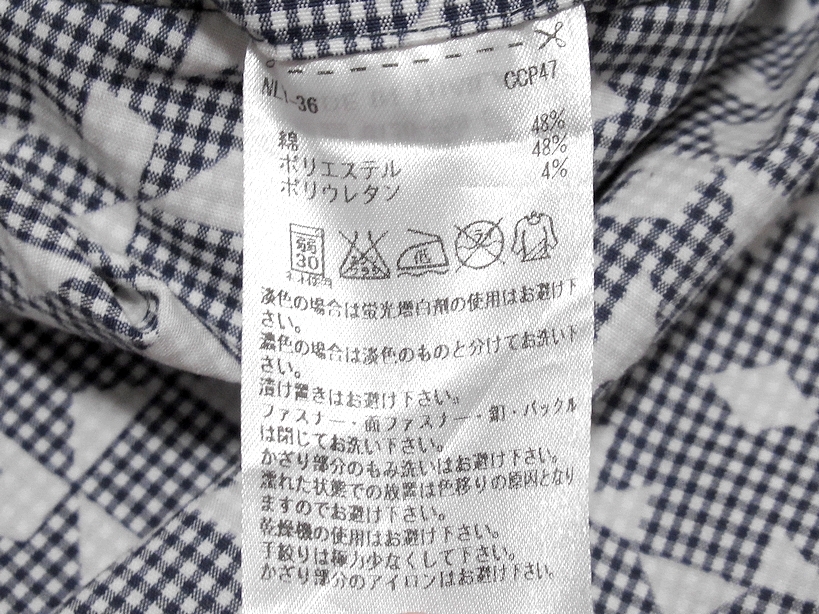 CCP47
綿 48%
ポリエステル 48%
ポリウレタン 4%
弱 30 低
淡色の場合は蛍光増白剤の使用はお避け下
さい。
濃色の場合は淡色のものと分けてお洗い下
さい。
漬け置きはお避け下さい。
ファスナー・面ファスナー・釦・バックル
は閉じてお洗い下さい。
かざり部分のもみ洗いはお避け下さい。
濡れた状態での放置は色移りの原因となり
ますのでお避け下さい。
乾燥機の使用はお避け下さい。
手絞りは極力少なくして下さい。
かざり部分のアイロンはお避け下さい。